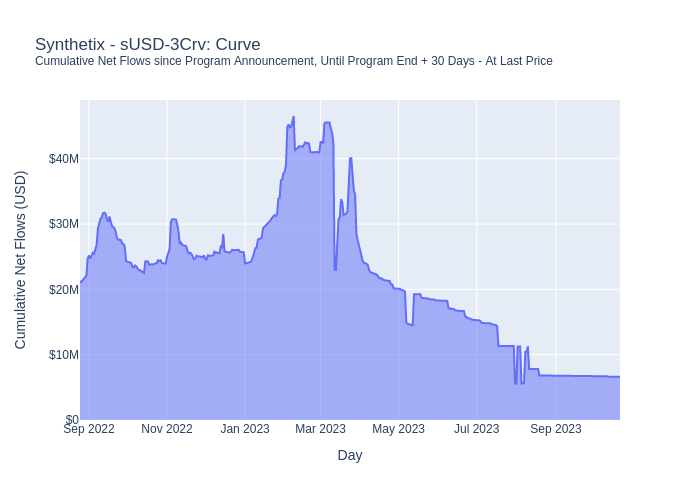 Synthetix - sUSD-3Crv: Curve
Cumulative Net Flows since Program Announcement, Until Program End + 30 Days - At Last Price
Cumulative Net Flows (USD)
$40M
$30M
$20M
$10M
$0
Sep 2022 Nov 2022 Jan 2023 Mar 2023 May 2023 Jul 2023 Sep 2023
Day